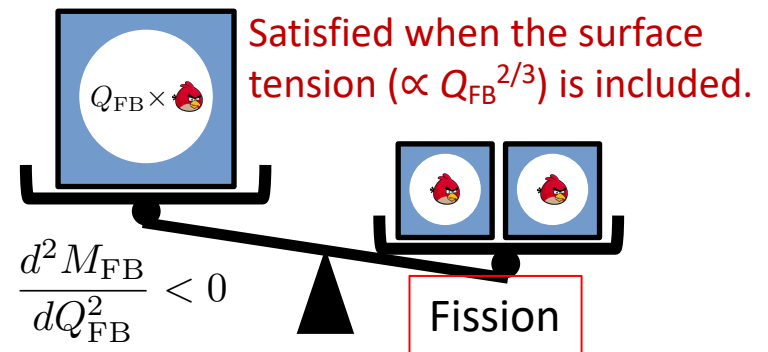 Satisfied when the surface
tension (∝ Q_FB^2/3) is included.
Q_FB ×
d²M_FB / dQ²_FB < 0
Fission